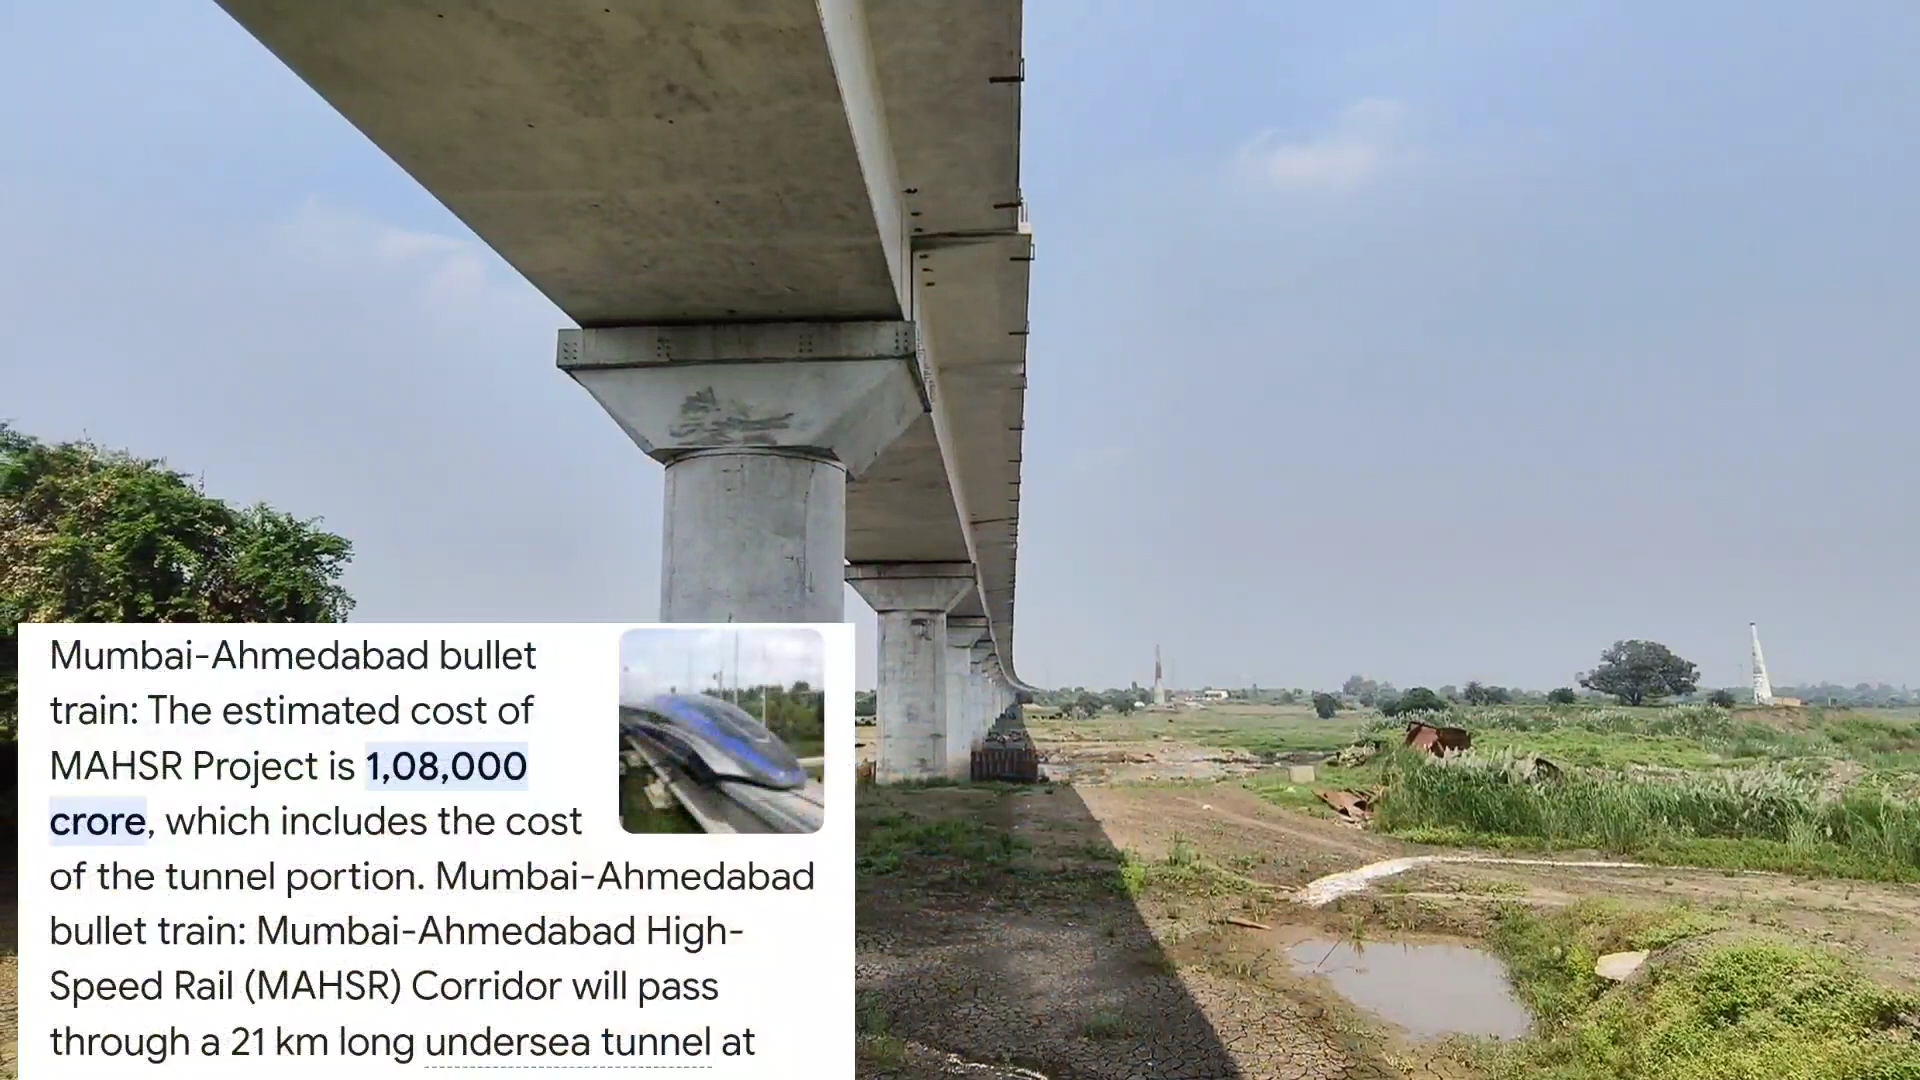 Mumbai-Ahmedabad bullet
train: The estimated cost of
MAHSR Project is 1,08,000
crore, which includes the cost
of the tunnel portion. Mumbai-Ahmedabad
bullet train: Mumbai-Ahmedabad High-
Speed Rail (MAHSR) Corridor will pass
through a 21 km long undersea tunnel at